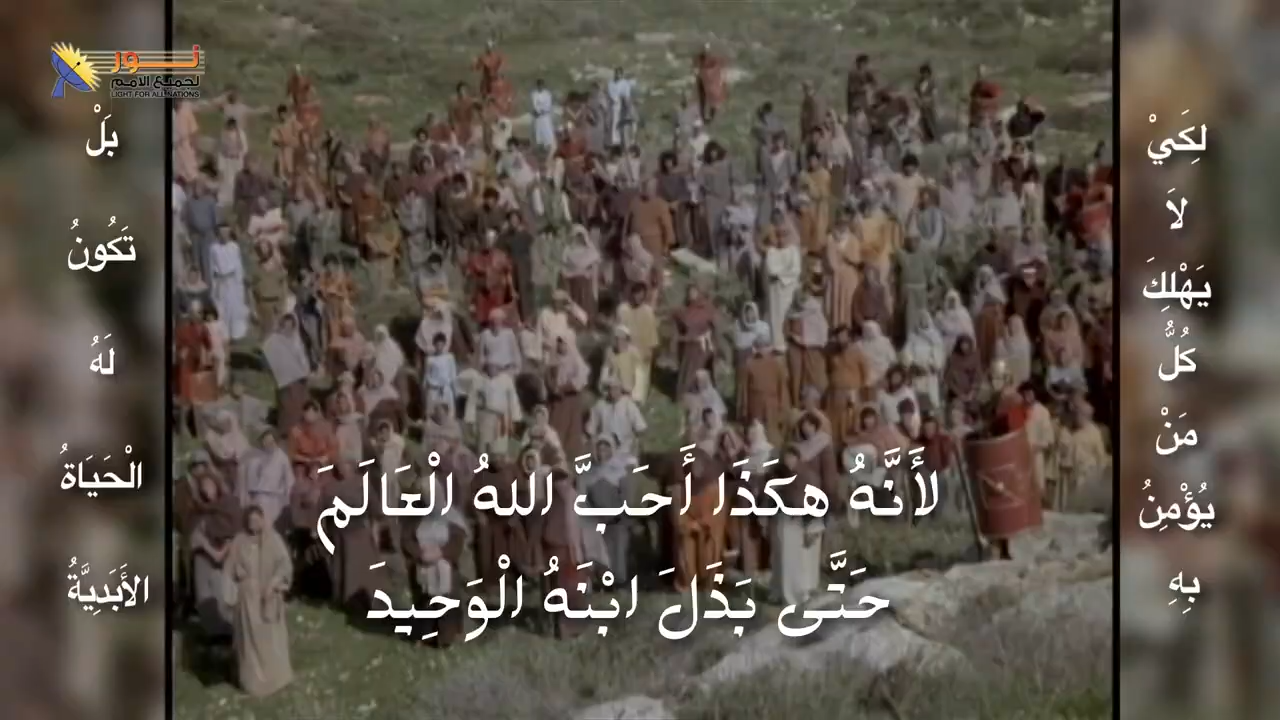 نور
لجميع الأمم
LIGHT FOR ALL NATIONS
لأَنَّهُ هكَذَا أَحَبَّ اللهُ الْعَالَمَ
حَتَّى بَذَلَ ابْنَهُ الْوَحِيدَ
لِكَيْ
لاَ
يَهْلِكَ
كُلُّ
مَنْ
يُؤْمِنُ
بِهِ
بَلْ
تَكُونُ
لَهُ
الْحَيَاةُ
الأَبَدِيَّةُ